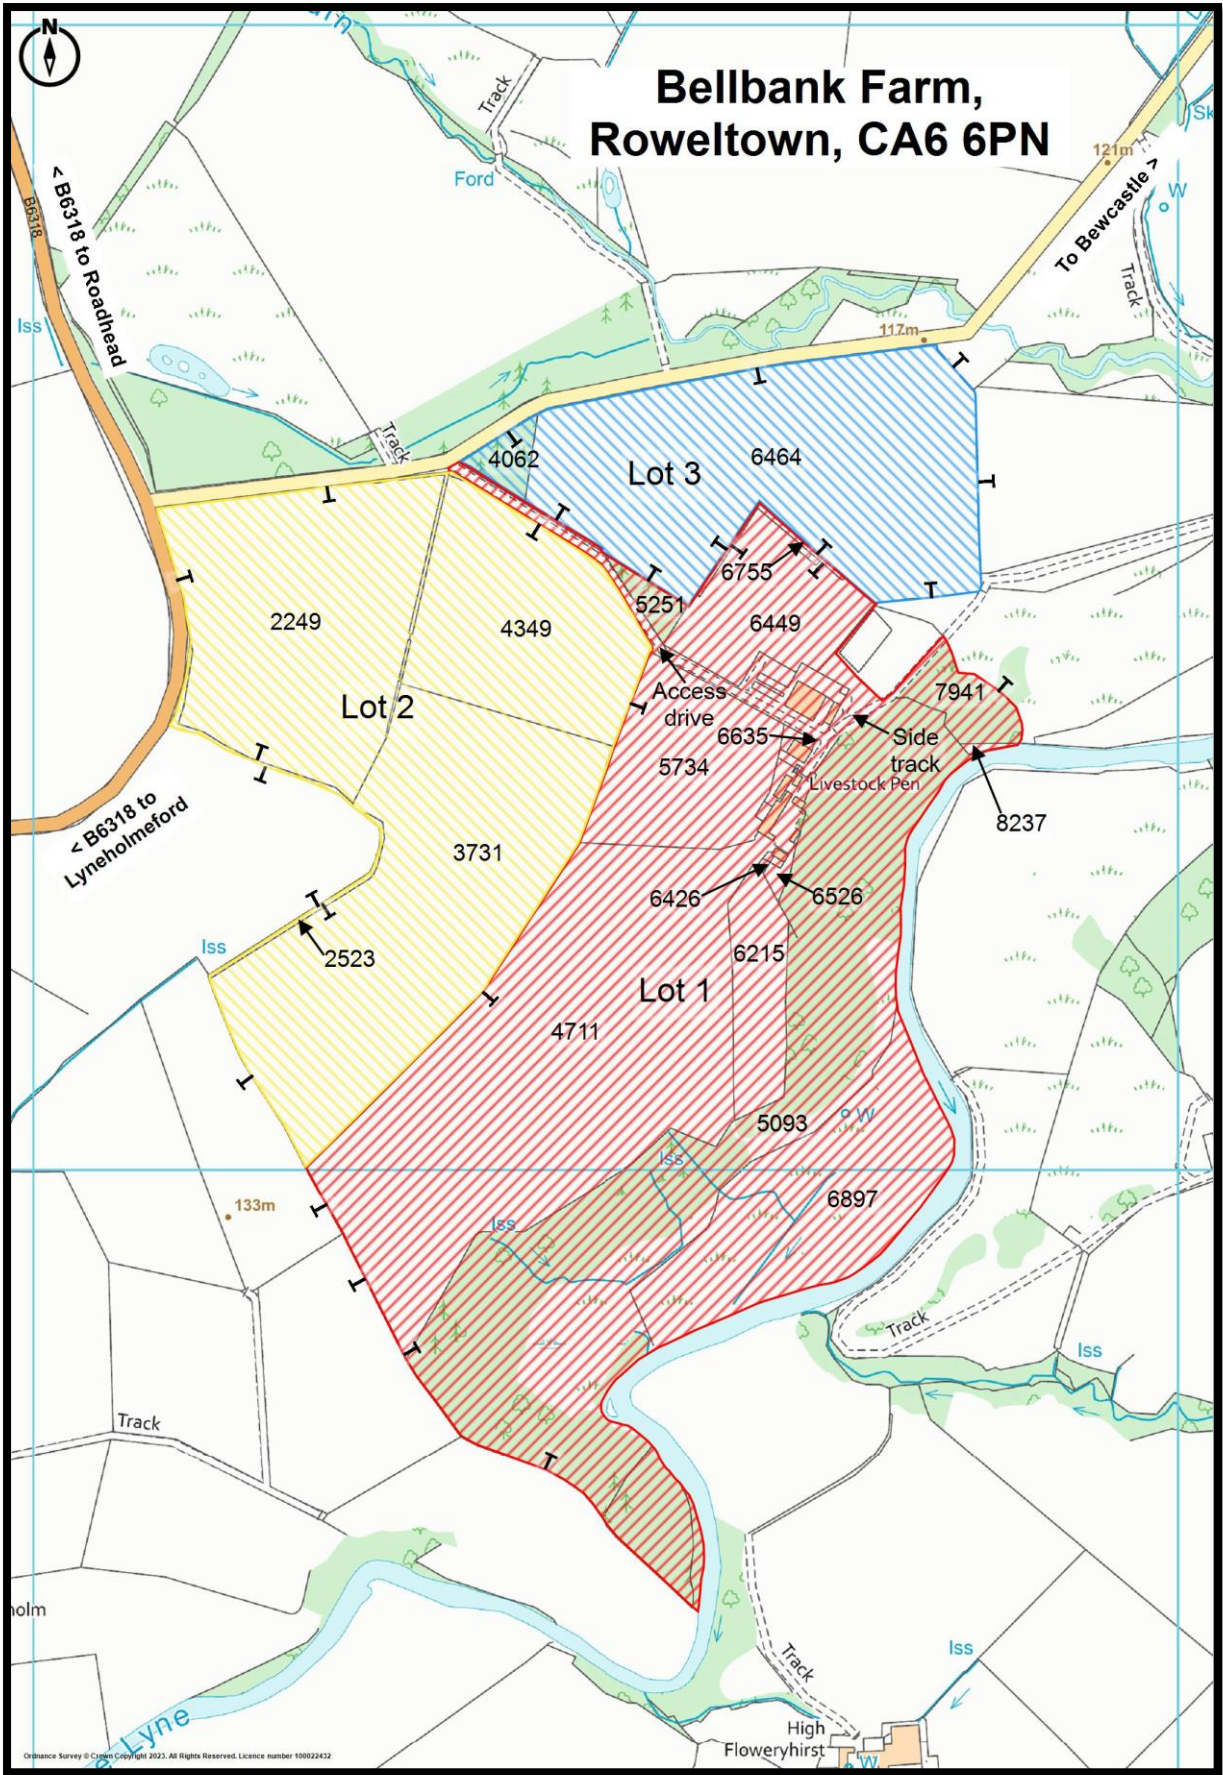 N
Bellbank Farm,
Roweltown, CA6 6PN
Track
Ford
Sk
121m
W
To Bewcastle >
Track
B6318
< B6318 to Roadhead
Iss
117m
Track
4062
Lot 3
6464
6755
5251
6449
2249
4349
Lot 2
Access
drive
7941
6635
Side
track
5734
Livestock Pen
8237
< B6318 to
Lyneholmeford
3731
6426
6526
Iss
2523
6215
Lot 1
4711
5093
W
Iss
6897
133m
Iss
Track
Iss
Track
olm
Track
Iss
High
Floweryhirst
W
e Lyne
Ordnance Survey © Crown Copyright 2023. All Rights Reserved. Licence number 100022432